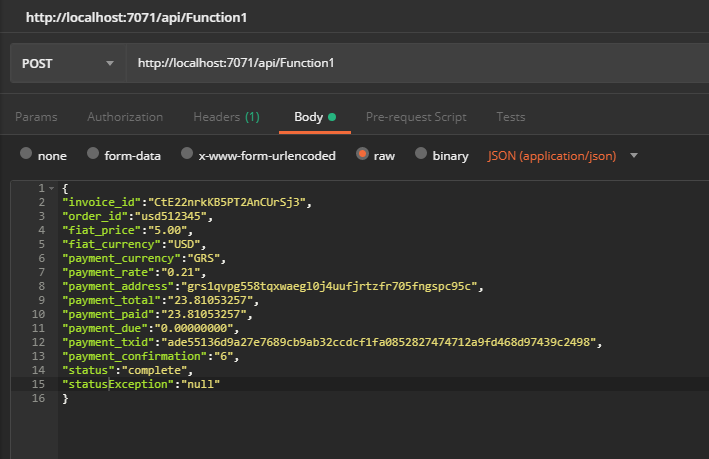 http://localhost:7071/api/Function1
POST http://localhost:7071/api/Function1
Params Authorization Headers (1) Body Pre-request Script Tests
none form-data x-www-form-urlencoded raw binary JSON (application/json)
1 {
2 "invoice_id":"CtE22nrkKB5PT2AnCUrSj3",
3 "order_id":"usd512345",
4 "fiat_price":"5.00",
5 "fiat_currency":"USD",
6 "payment_currency":"GRS",
7 "payment_rate":"0.21",
8 "payment_address":"grs1qvpg558tqxwaegl0j4uufjrtzfr705fngspc95c",
9 "payment_total":"23.81053257",
10 "payment_paid":"23.81053257",
11 "payment_due":"0.00000000",
12 "payment_txid":"ade55136d9a27e7689cb9ab32ccdcf1fa0852827474712a9fd468d97439c2498",
13 "payment_confirmation":"6",
14 "status":"complete",
15 "statusException":"null"
16 }